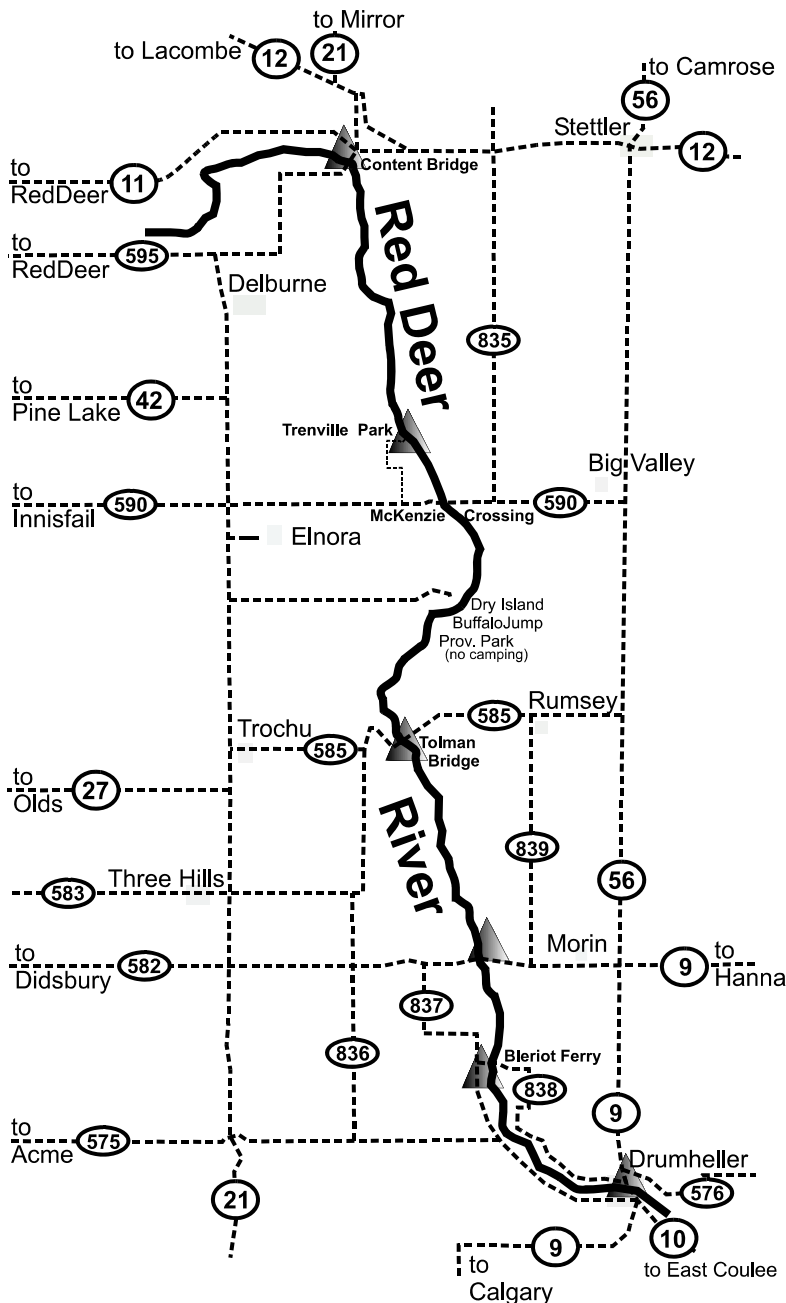 to Mirror
to Lacombe
12
21
to Camrose
56
Stettler
12
to
RedDeer
11
Content Bridge
to
RedDeer
595
Delburne
Red Deer
835
to
Pine Lake
42
Trenville Park
Big Valley
to
Innisfail
590
590
McKenzie Crossing
Elnora
Dry Island
BuffaloJump
Prov. Park
(no camping)
Rumsey
585
Trochu
585
Tolman
Bridge
to
Olds
27
River
839
56
Three Hills
583
Morin
to
Didsbury
582
9
to
Hanna
837
836
Bleriot Ferry
838
9
to
Acme
575
Drumheller
576
21
9
10
to
Calgary
to East Coulee